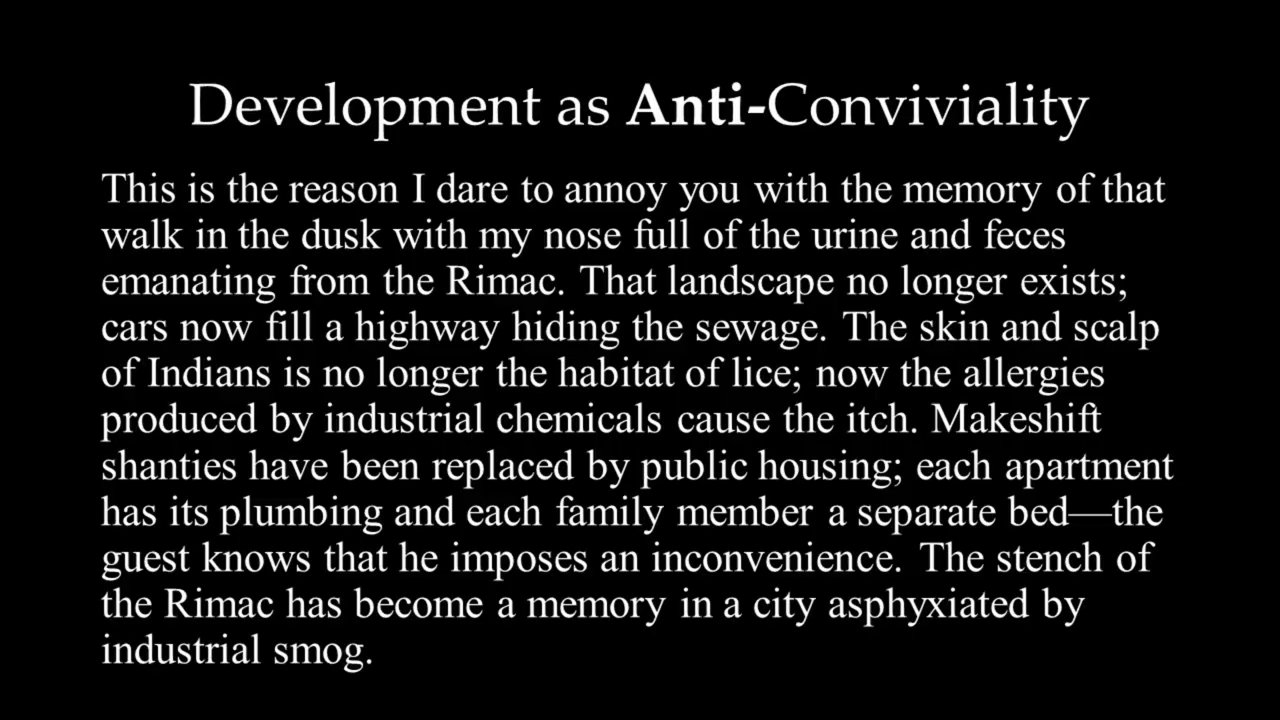 Development as Anti-Conviviality
This is the reason I dare to annoy you with the memory of that
walk in the dusk with my nose full of the urine and feces
emanating from the Rimac. That landscape no longer exists;
cars now fill a highway hiding the sewage. The skin and scalp
of Indians is no longer the habitat of lice; now the allergies
produced by industrial chemicals cause the itch. Makeshift
shanties have been replaced by public housing; each apartment
has its plumbing and each family member a separate bed—the
guest knows that he imposes an inconvenience. The stench of
the Rimac has become a memory in a city asphyxiated by
industrial smog.